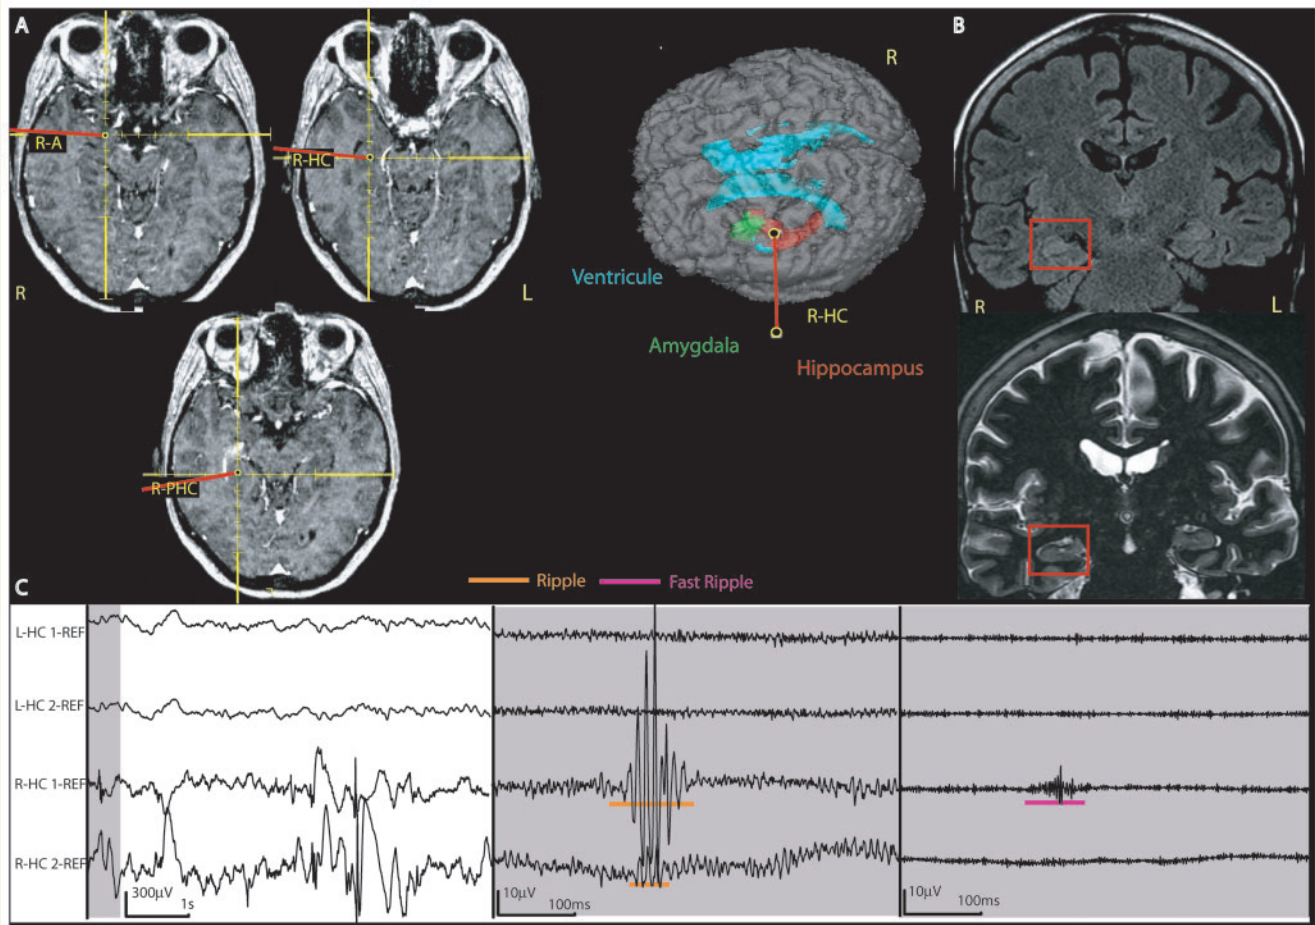 A
B
R
R-A
R-HC
R
L
Ventricule
R-HC
Amygdala
Hippocampus
R
L
R-PHC
C
Ripple
Fast Ripple
L-HC 1-REF
L-HC 2-REF
R-HC 1-REF
R-HC 2-REF
300µV
1s
10µV
100ms
10µV
100ms